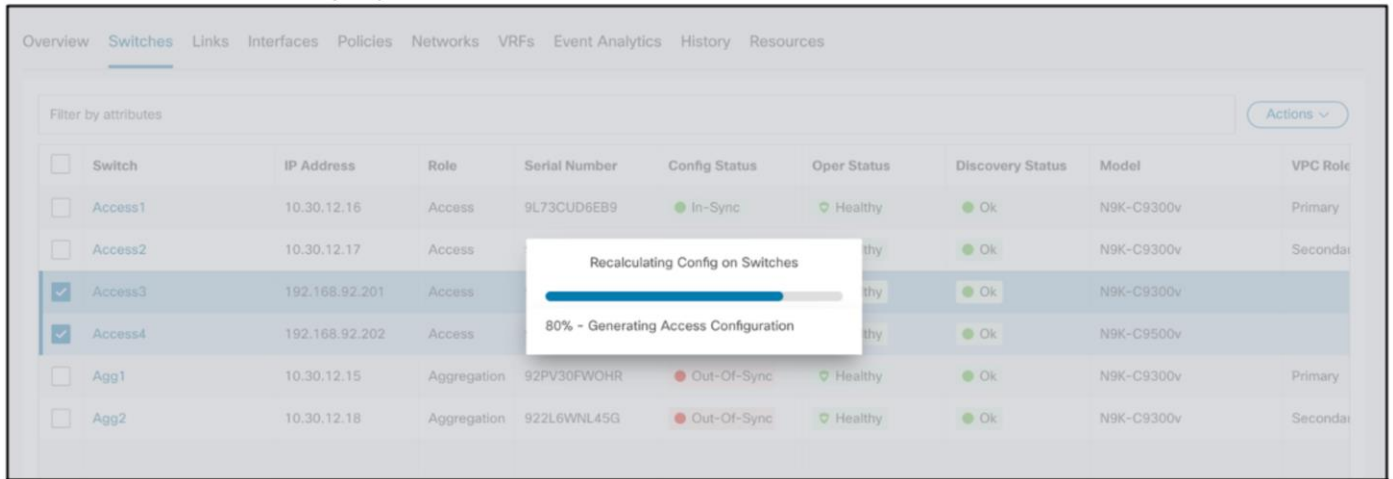 Overview Switches Links Interfaces Policies Networks VRFs Event Analytics History Resources
Filter by attributes Actions
Switch IP Address Role Serial Number Config Status Oper Status Discovery Status Model VPC Role
Access1 10.30.12.16 Access 9L73CUD6EB9 In-Sync Healthy Ok N9K-C9300v Primary
Access2 10.30.12.17 Access thy Ok N9K-C9300v Secondar
Recalculating Config on Switches
Access3 192.168.92.201 Access thy Ok N9K-C9300v
80% - Generating Access Configuration
Access4 192.168.92.202 Access thy Ok N9K-C9500v
Agg1 10.30.12.15 Aggregation 92PV30FWOHR Out-Of-Sync Healthy Ok N9K-C9300v Primary
Agg2 10.30.12.18 Aggregation 922L6WNL45G Out-Of-Sync Healthy Ok N9K-C9300v Secondar